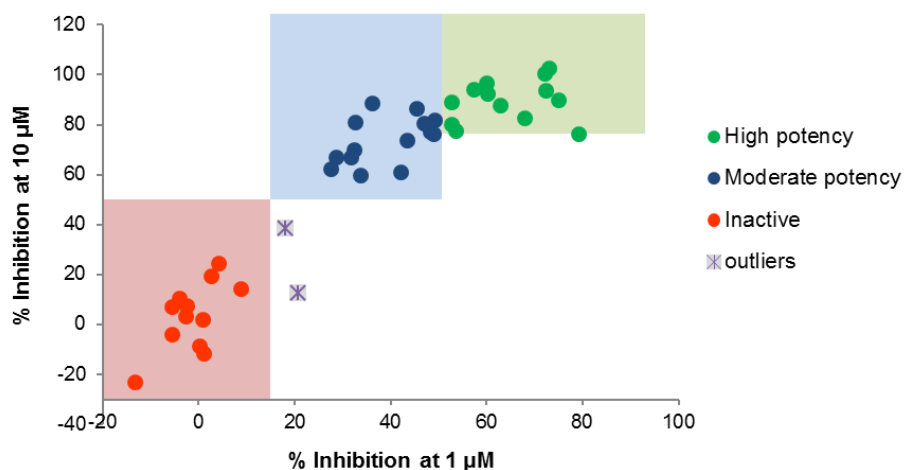 % Inhibition at 10 µM
120
100
80
60
40
20
0
-20
-40
-20
0
20
40
60
80
100
% Inhibition at 1 µM
High potency
Moderate potency
Inactive
outliers